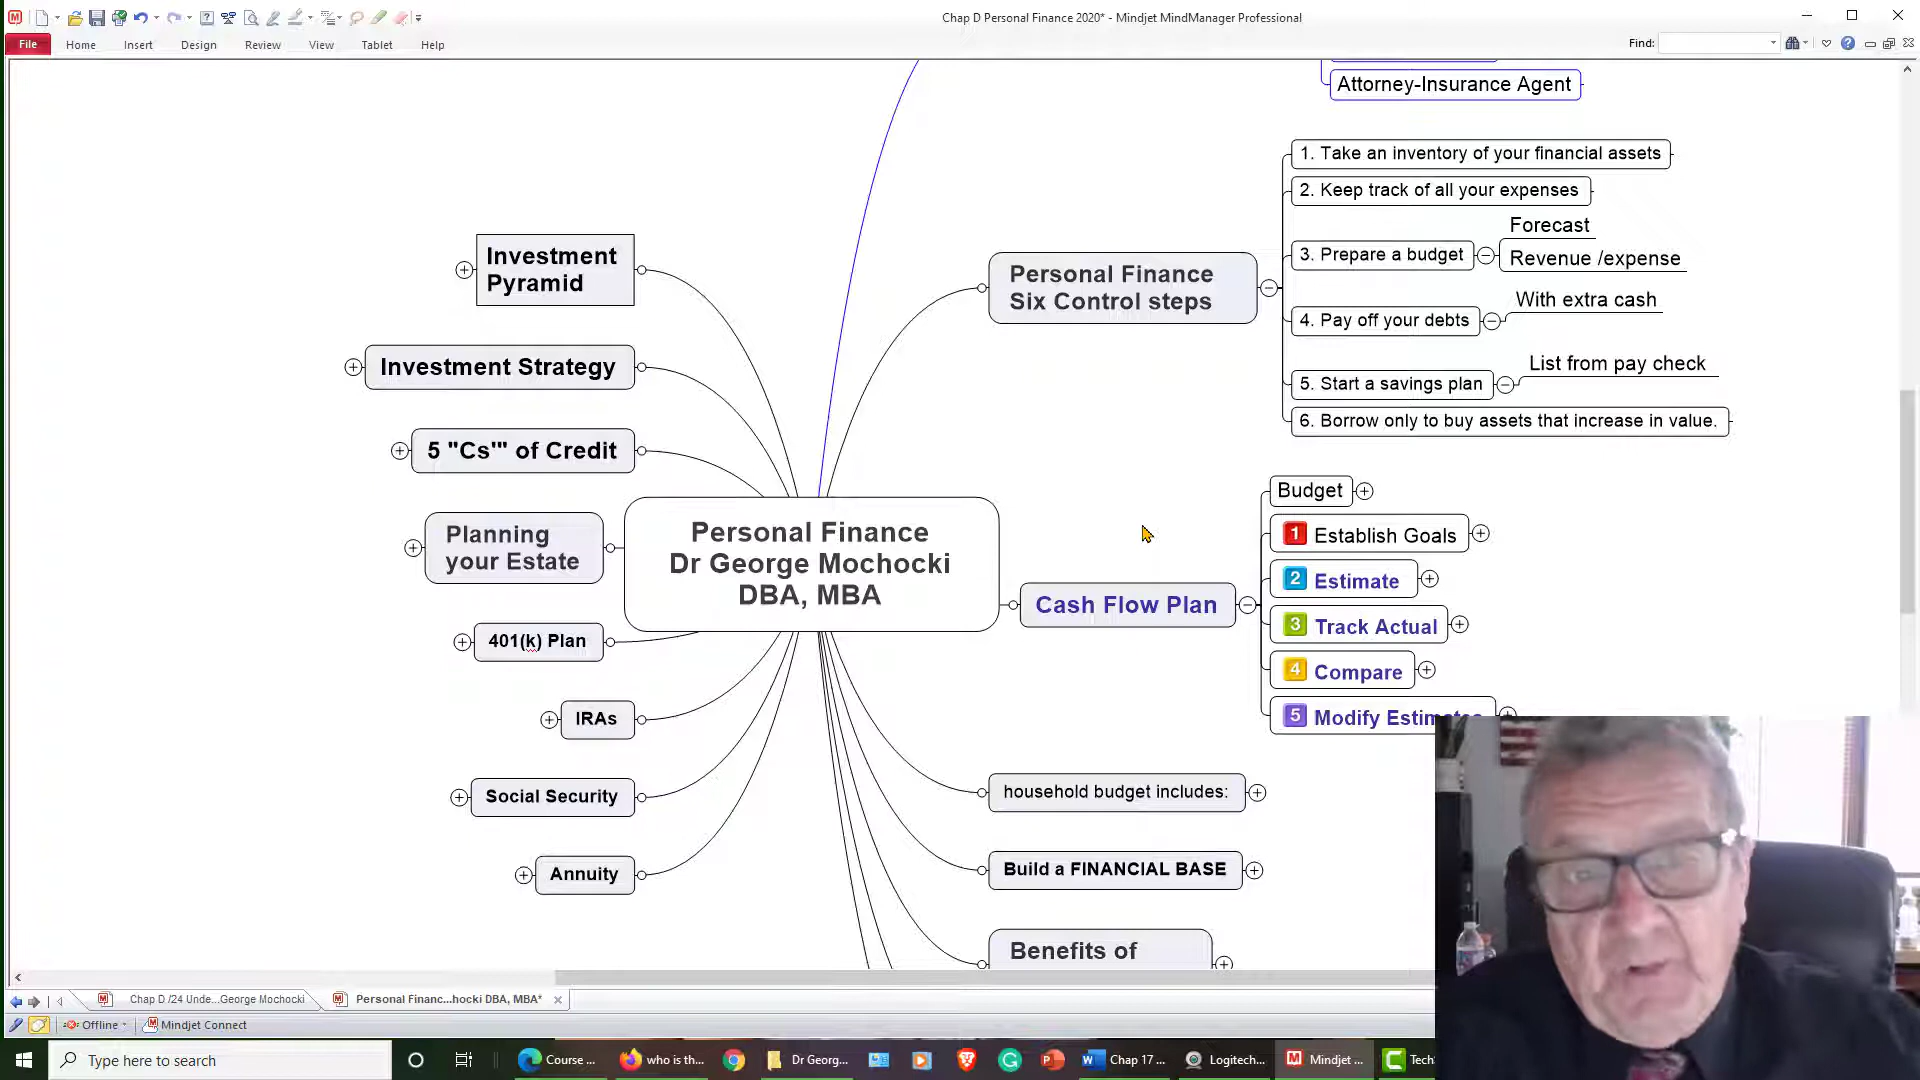 Chap D Personal Finance 2020* - Mindjet MindManager Professional
File
Home
Insert
Design
Review
View
Tablet
Help
Find:
Attorney-Insurance Agent
Personal Finance
Six Control steps
1. Take an inventory of your financial assets
2. Keep track of all your expenses
3. Prepare a budget
Forecast
Revenue /expense
4. Pay off your debts
With extra cash
5. Start a savings plan
List from pay check
6. Borrow only to buy assets that increase in value.
Investment
Pyramid
Investment Strategy
5 "Cs'" of Credit
Planning
your Estate
401(k) Plan
IRAs
Social Security
Annuity
Personal Finance
Dr George Mochocki
DBA, MBA
Cash Flow Plan
Budget
1 Establish Goals
2 Estimate
3 Track Actual
4 Compare
5 Modify Estimates
household budget includes:
Build a FINANCIAL BASE
Benefits of
Chap D /24 Unde...George Mochocki
Personal Financ...hocki DBA, MBA*
Offline
Mindjet Connect
Type here to search
Course ...
who is th...
Dr Georg...
Chap 17 ...
Logitech...
Mindjet ...
Tech